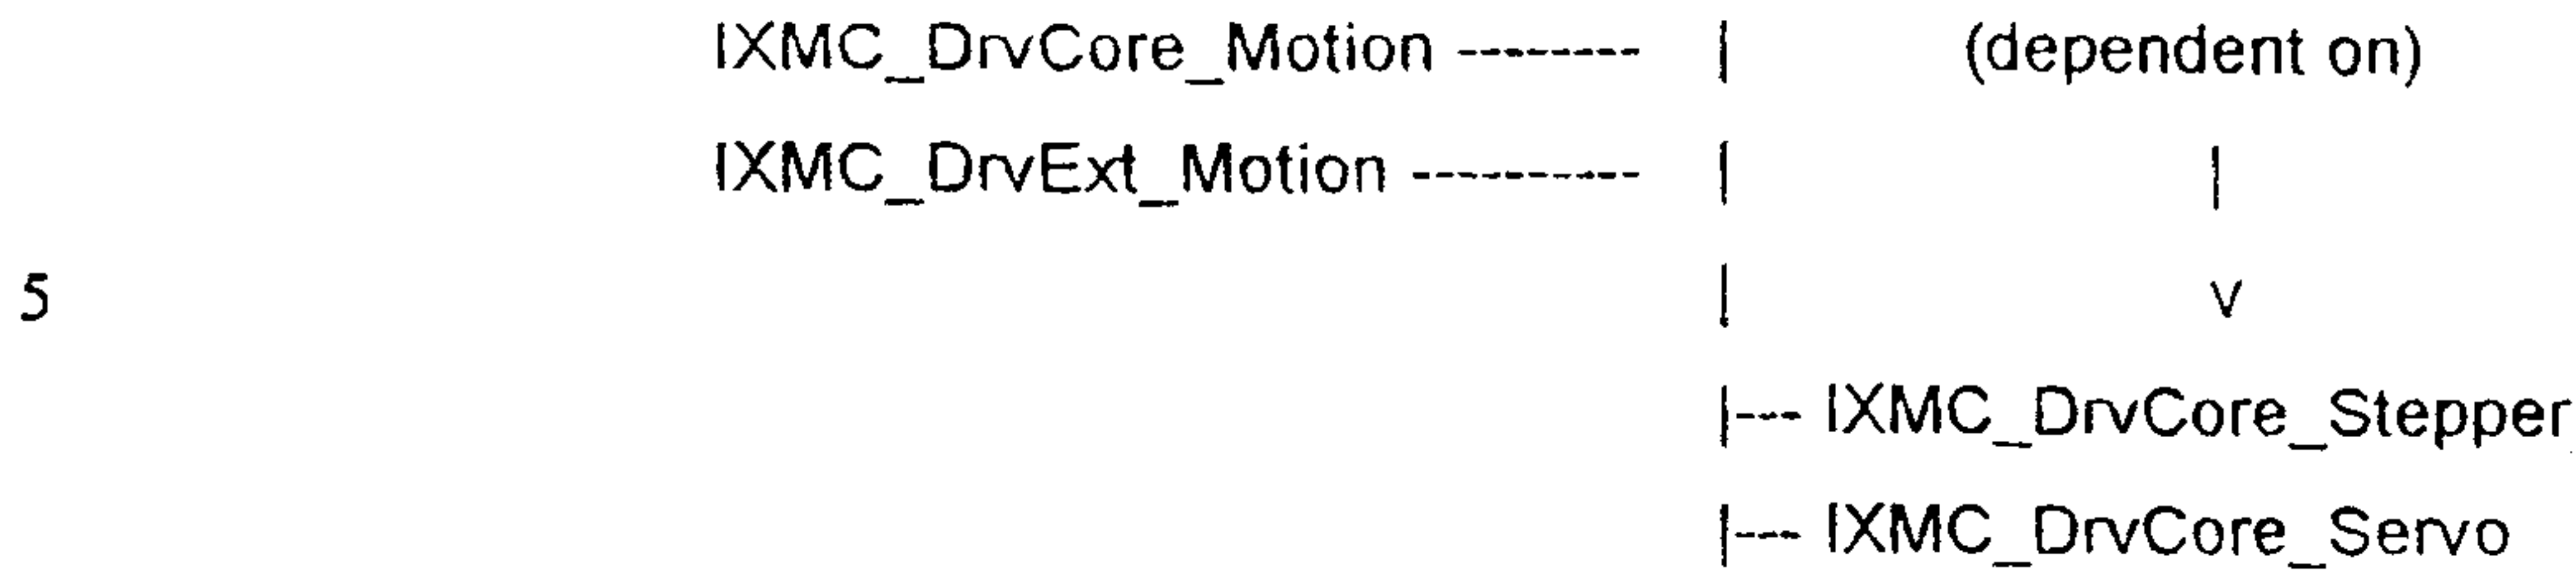 IXMC_DrvCore_Motion -------- | (dependent on)
IXMC_DrvExt_Motion ---------- | |
5 | v
|--- IXMC_DrvCore_Stepper
|--- IXMC_DrvCore_Servo